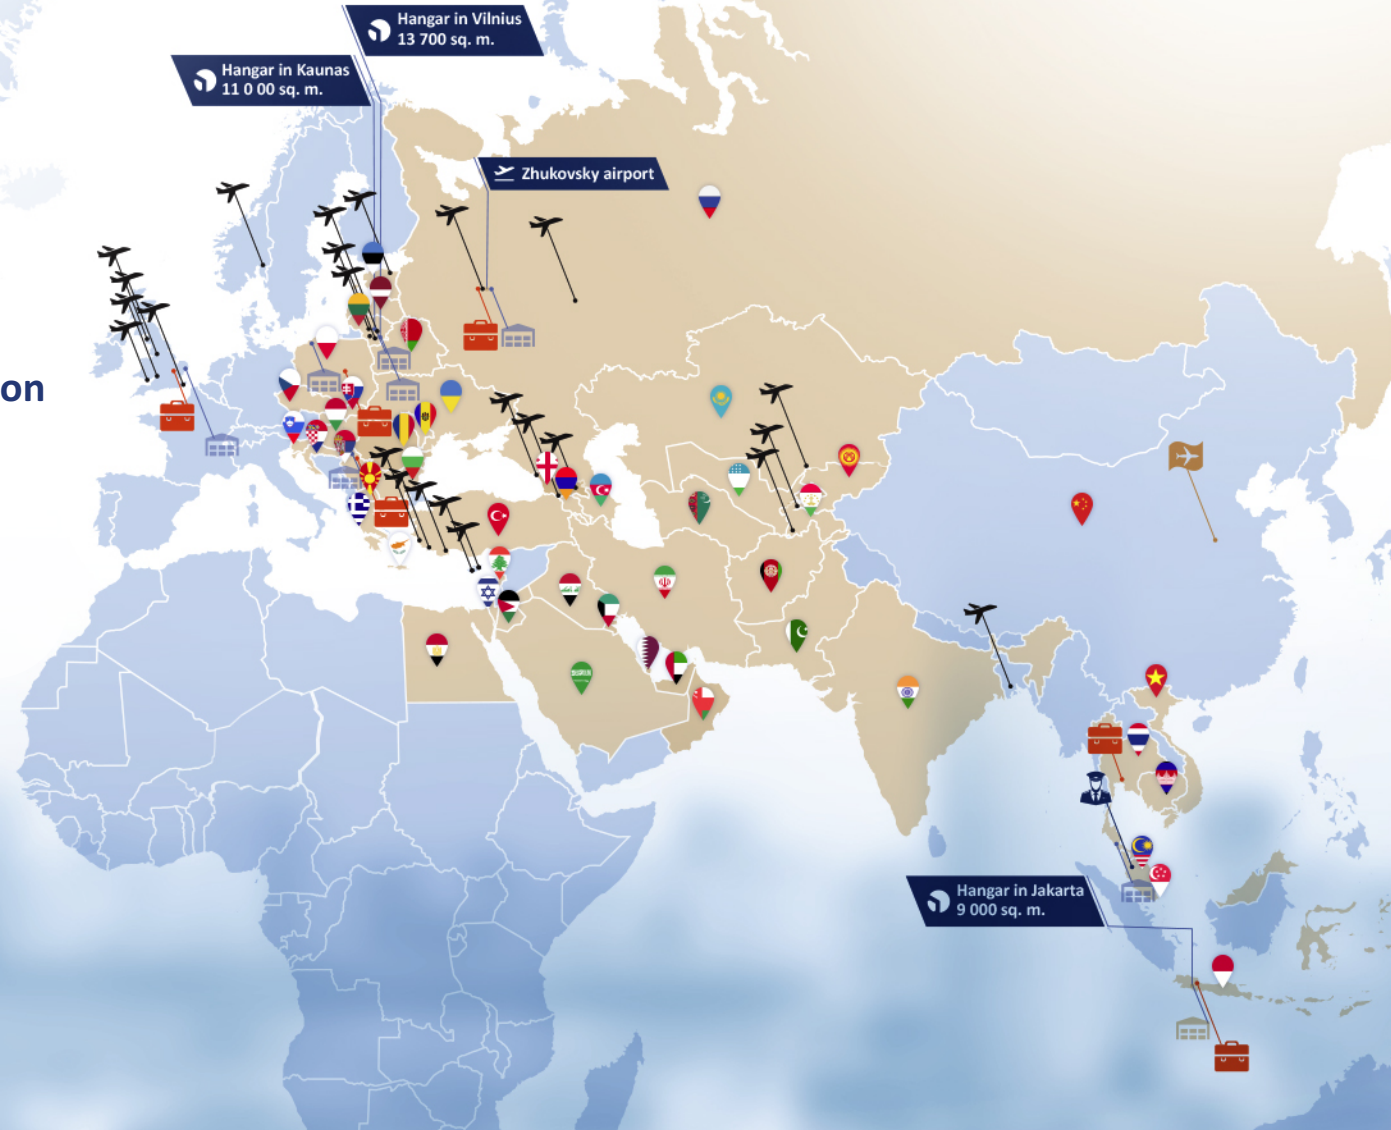 Hangar in Vilnius
13 700 sq. m.
Hangar in Kaunas
11 0 00 sq. m.
Zhukovsky airport
on
Hangar in Jakarta
9 000 sq. m.